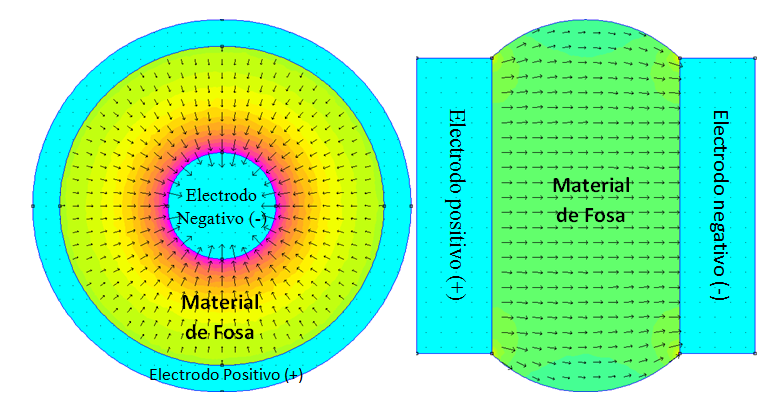 Electrodo
Negativo (-)
Material
de Fosa
Electrodo Positivo (+)
Electrodo positivo (+)
Material
de Fosa
Electrodo negativo (-)